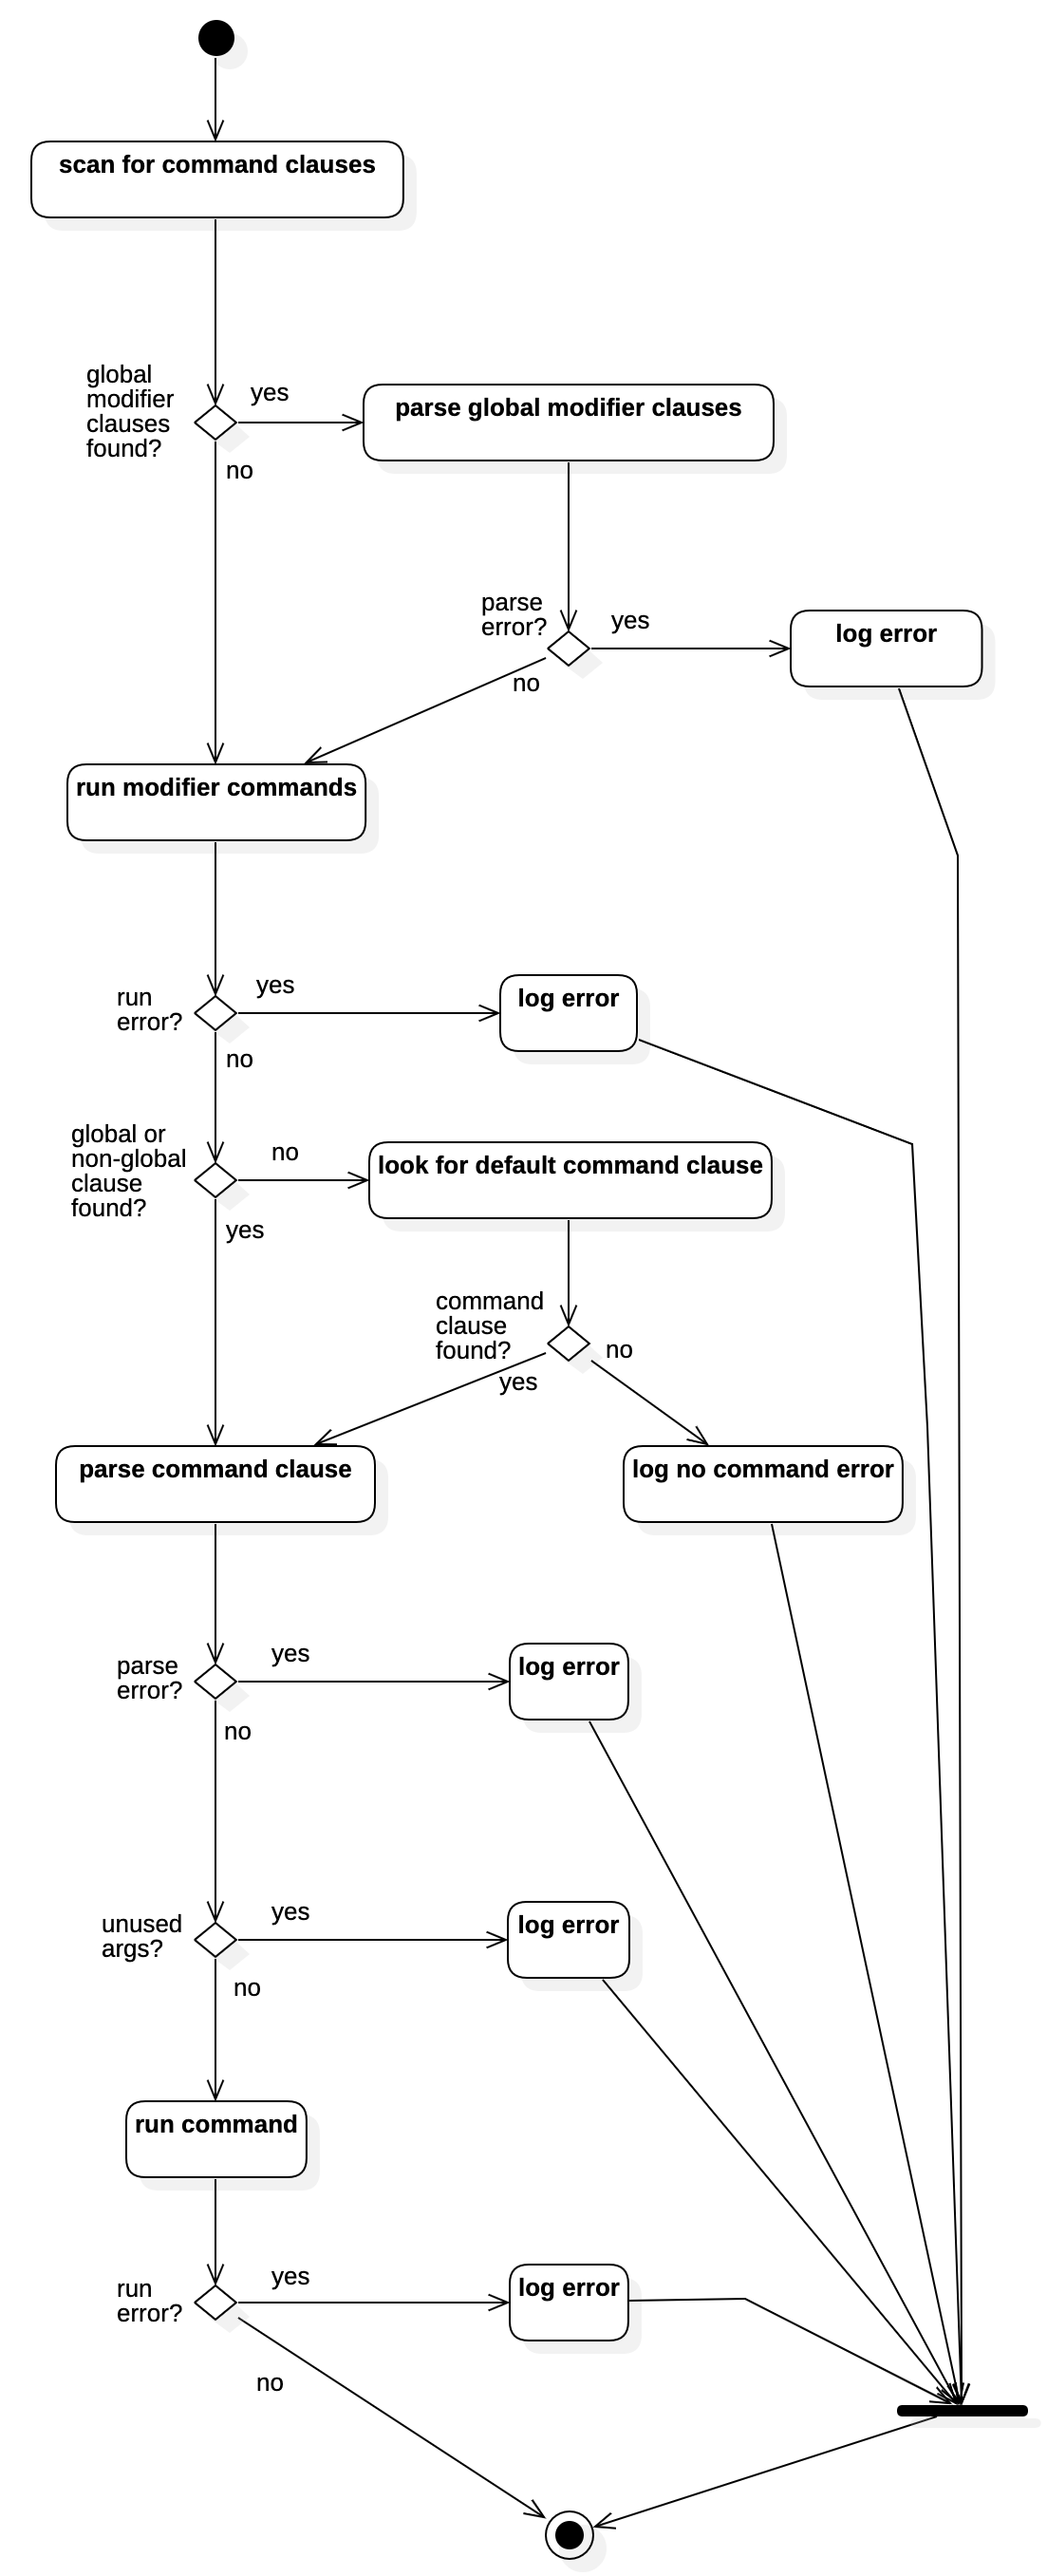 scan for command clauses
global
modifier
clauses
found?
yes
parse global modifier clauses
no
parse
error?
yes
log error
no
run modifier commands
run
error?
yes
log error
no
global or
non-global
clause
found?
no
look for default command clause
yes
command
clause
found?
no
yes
parse command clause
log no command error
parse
error?
yes
log error
no
unused
args?
yes
log error
no
run command
run
error?
yes
log error
no